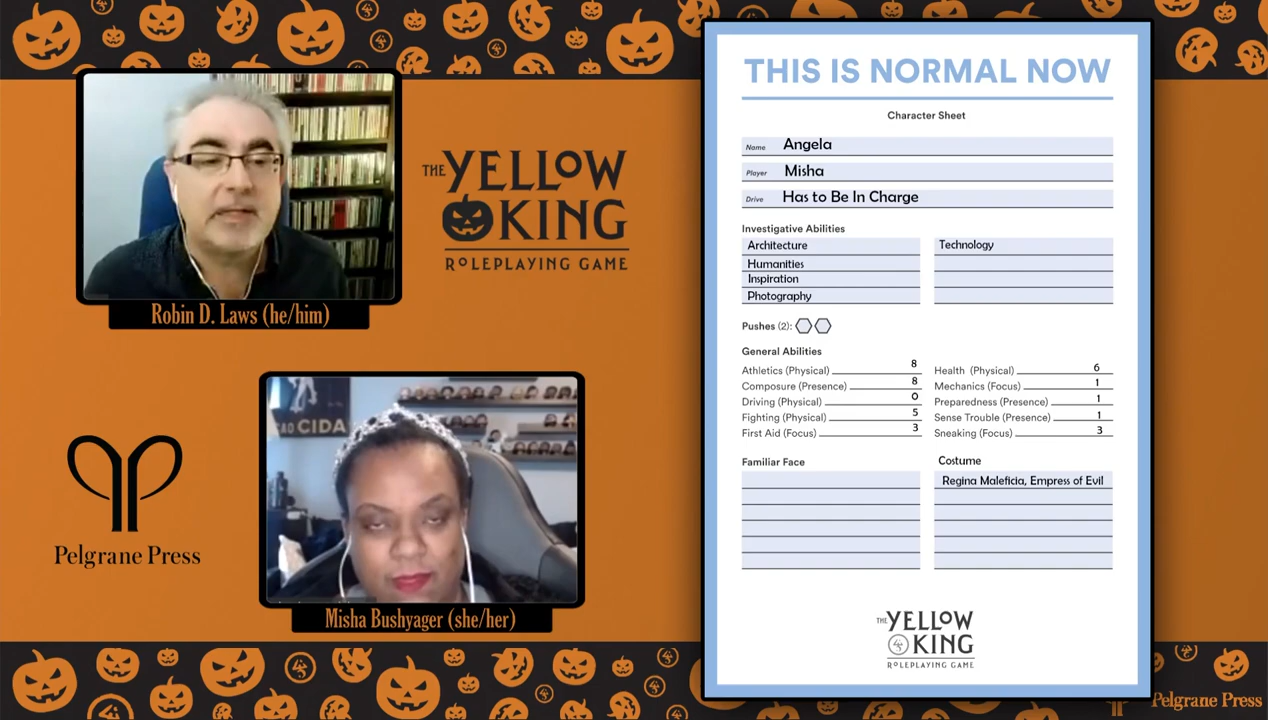 THE YELLOW
KING
ROLEPLAYING GAME
Robin D. Laws (he/him)
CAO CIDA
Pelgrane Press
Misha Bushyager (she/her)
THIS IS NORMAL NOW
Character Sheet
Name Angela
Player Misha
Drive Has to Be In Charge
Investigative Abilities
Architecture Technology
Humanities
Inspiration
Photography
Pushes (2):
General Abilities
Athletics (Physical) 8 Health (Physical) 6
Composure (Presence) 8 Mechanics (Focus) 1
Driving (Physical) 0 Preparedness (Presence) 1
Fighting (Physical) 5 Sense Trouble (Presence) 1
First Aid (Focus) 3 Sneaking (Focus) 3
Familiar Face Costume
Regina Maleficia, Empress of Evil
THE YELLOW
KING
ROLEPLAYING GAME
Pelgrane Press